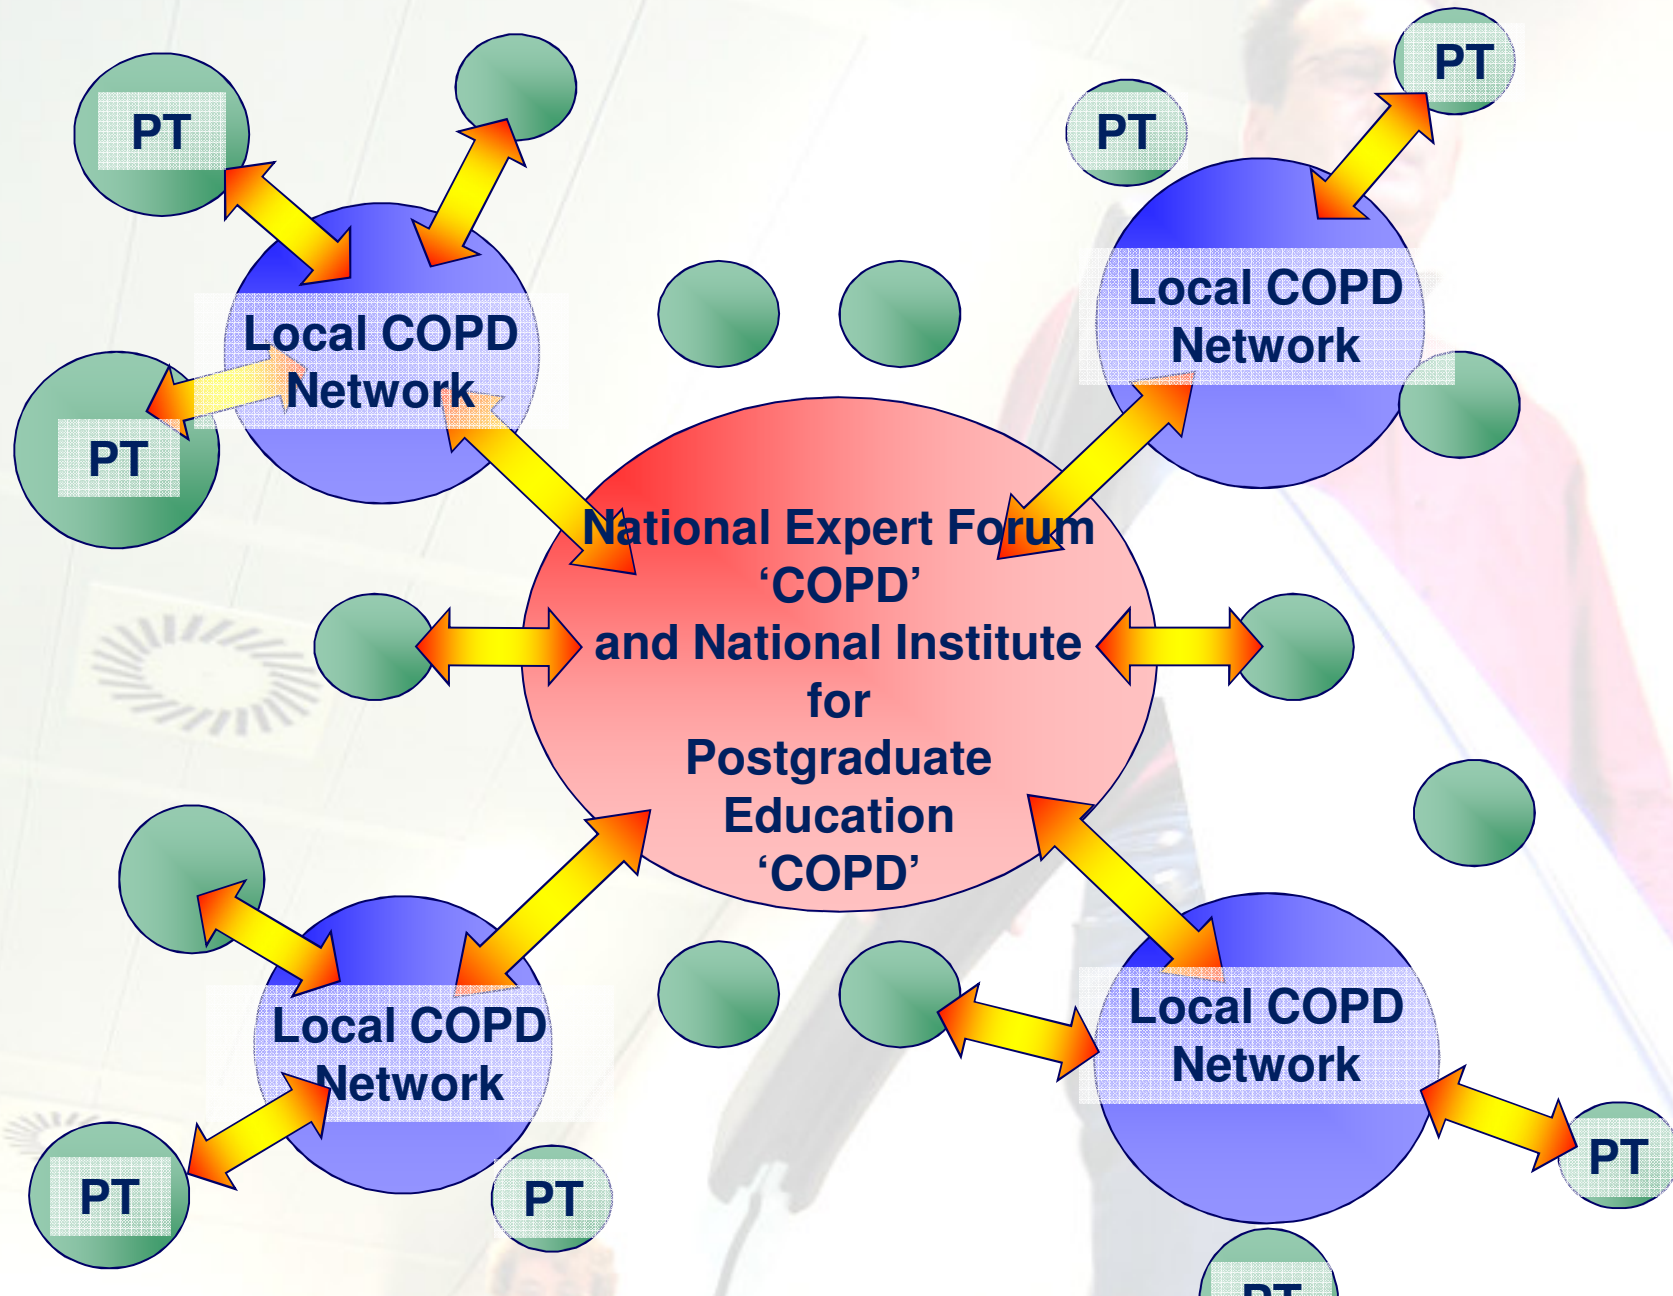 PT
PT
PT
Local COPD
Network
Local COPD
Network
PT
National Expert Forum
‘COPD’
and National Institute
for
Postgraduate
Education
‘COPD’
Local COPD
Network
Local COPD
Network
PT
PT
PT
PT